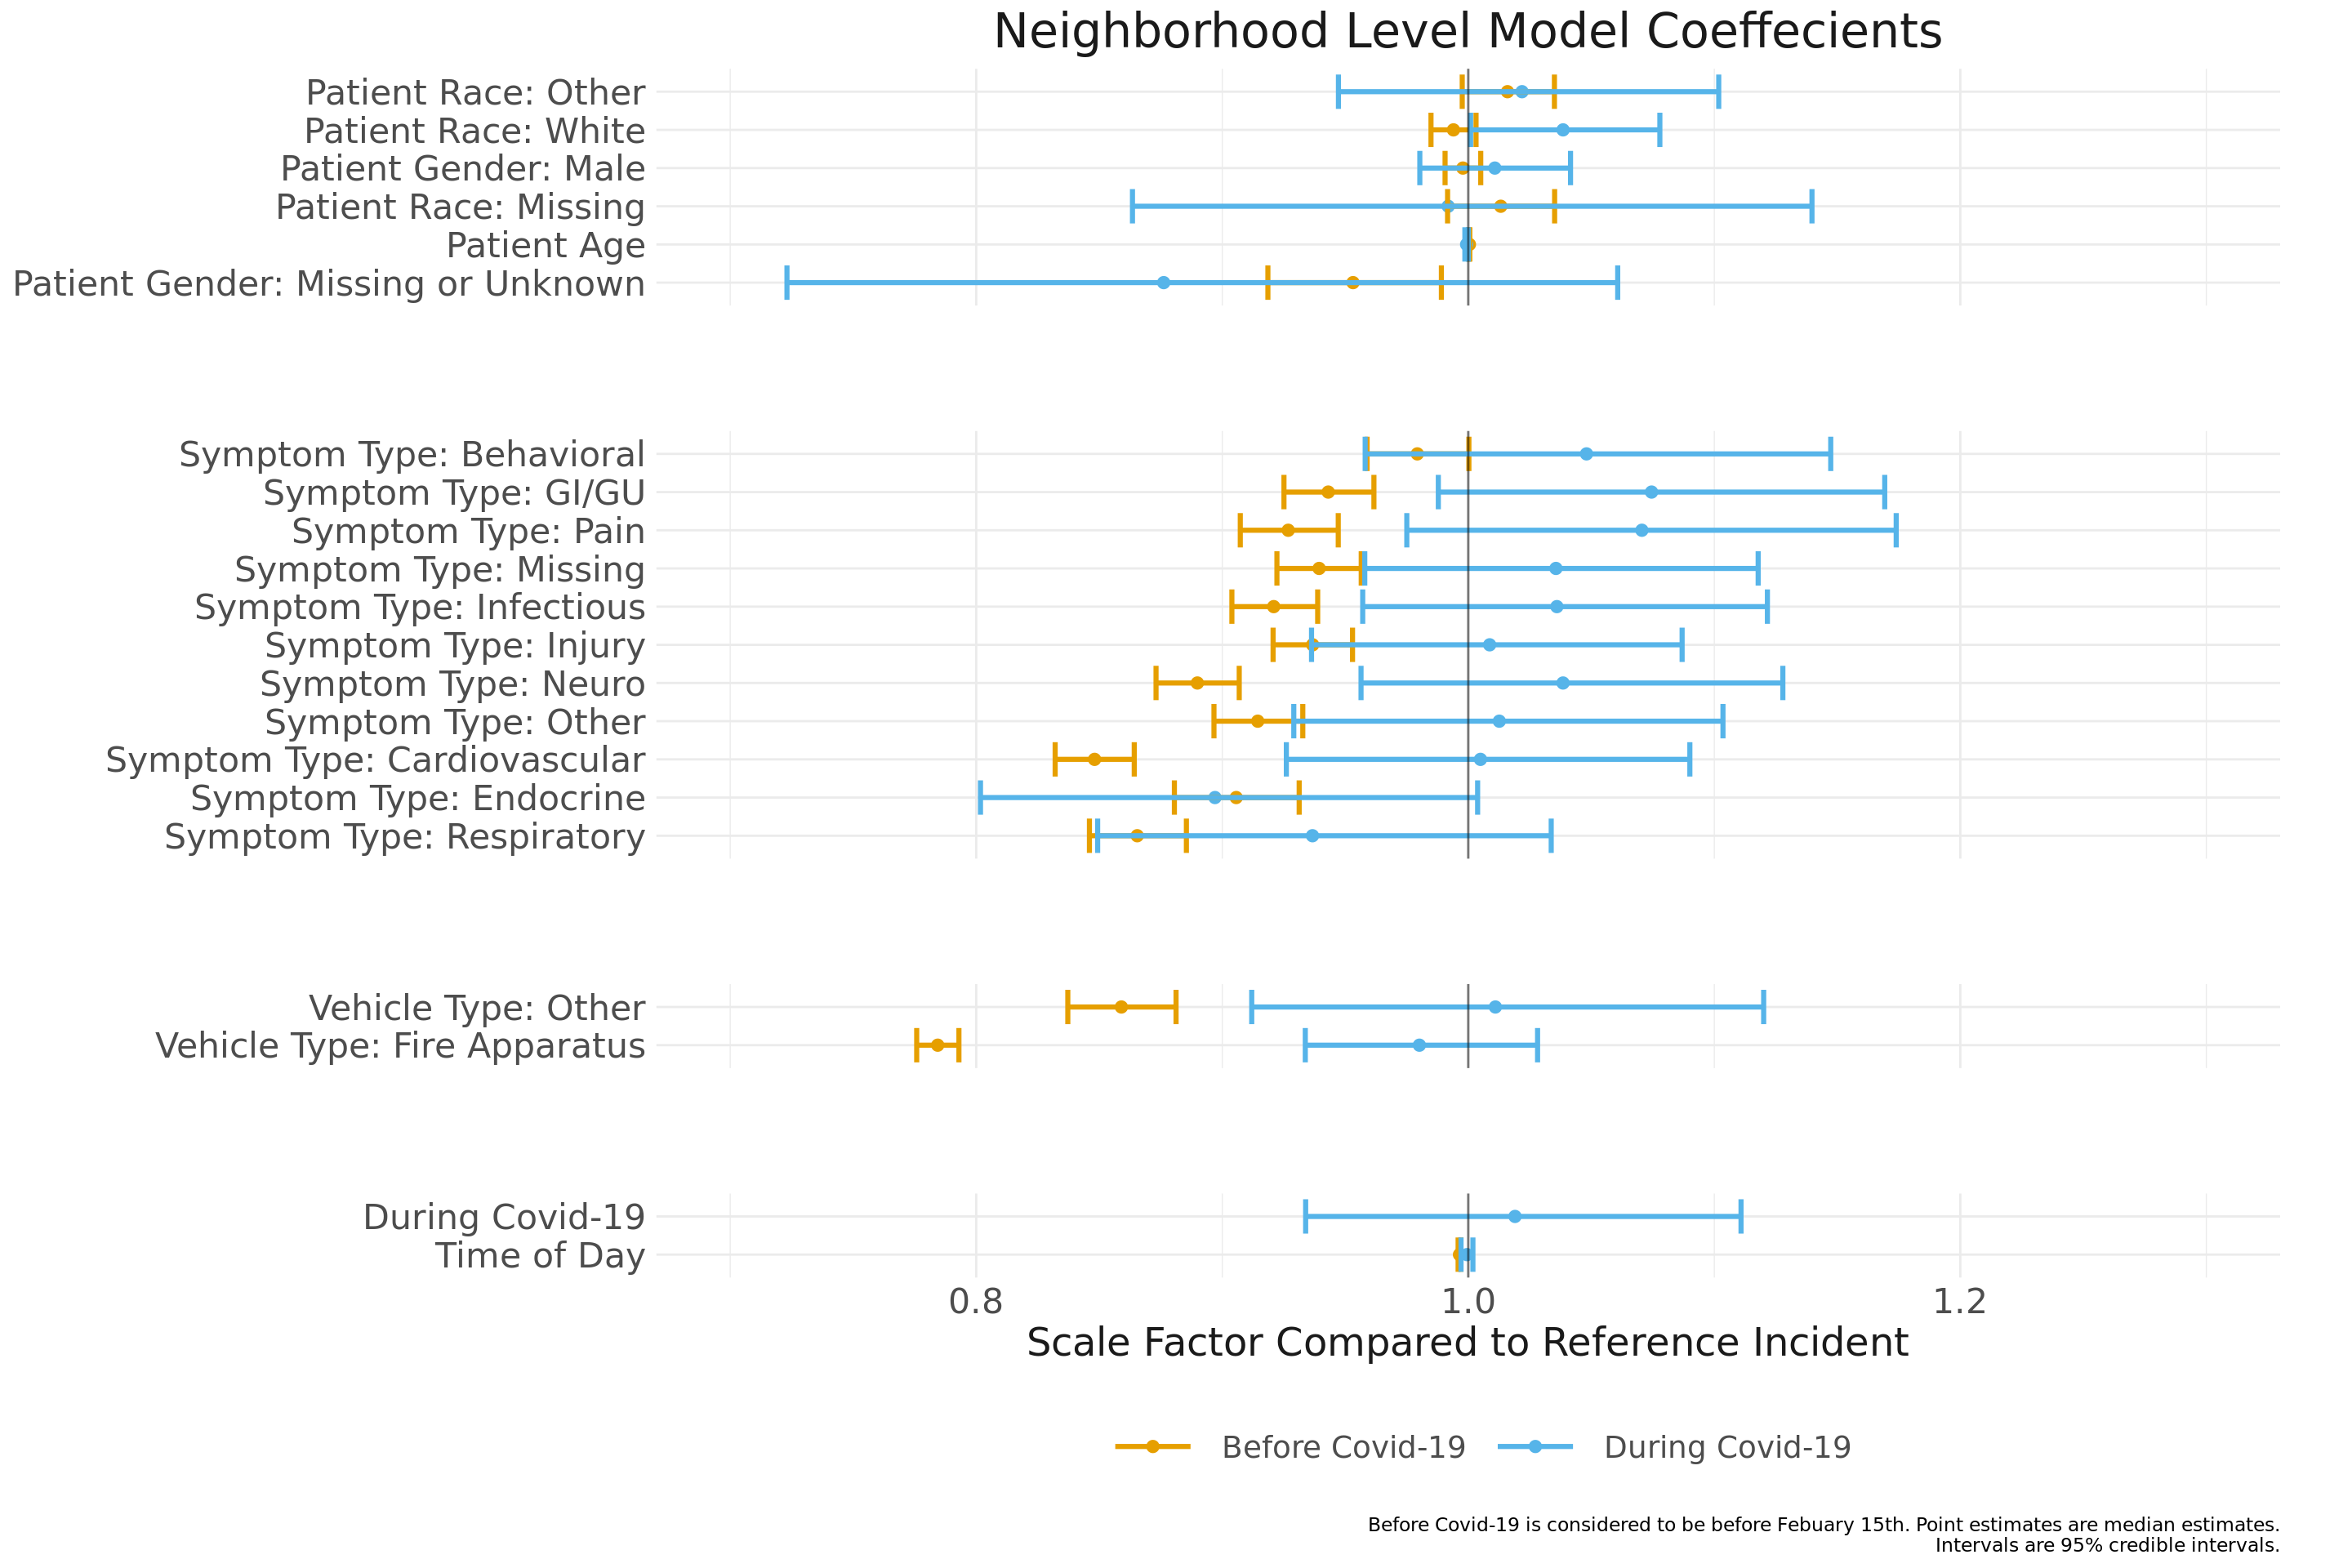 Neighborhood Level Model Coeffecients
Patient Race: Other
Patient Race: White
Patient Gender: Male
Patient Race: Missing
Patient Age
Patient Gender: Missing or Unknown
Symptom Type: Behavioral
Symptom Type: GI/GU
Symptom Type: Pain
Symptom Type: Missing
Symptom Type: Infectious
Symptom Type: Injury
Symptom Type: Neuro
Symptom Type: Other
Symptom Type: Cardiovascular
Symptom Type: Endocrine
Symptom Type: Respiratory
Vehicle Type: Other
Vehicle Type: Fire Apparatus
During Covid-19
Time of Day
0.8 1.0 1.2
Scale Factor Compared to Reference Incident
Before Covid-19 During Covid-19
Before Covid-19 is considered to be before Febuary 15th. Point estimates are median estimates.
Intervals are 95% credible intervals.